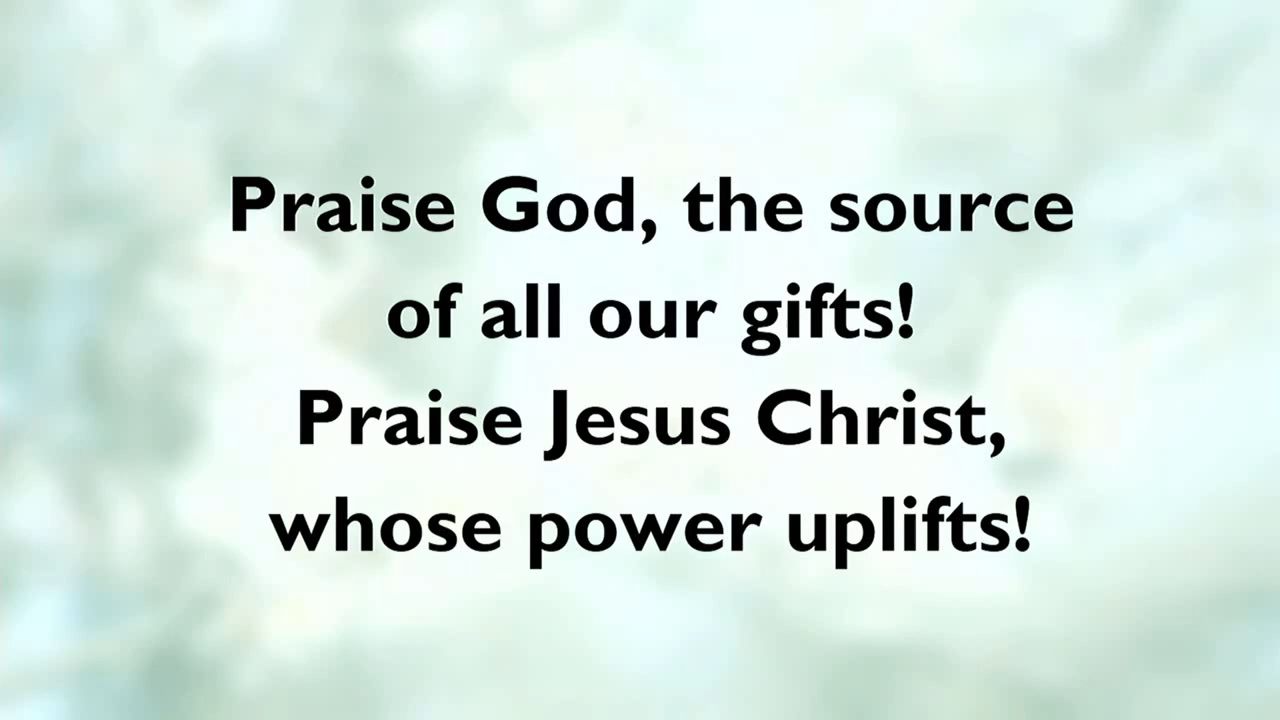 Praise God, the source
of all our gifts!
Praise Jesus Christ,
whose power uplifts!